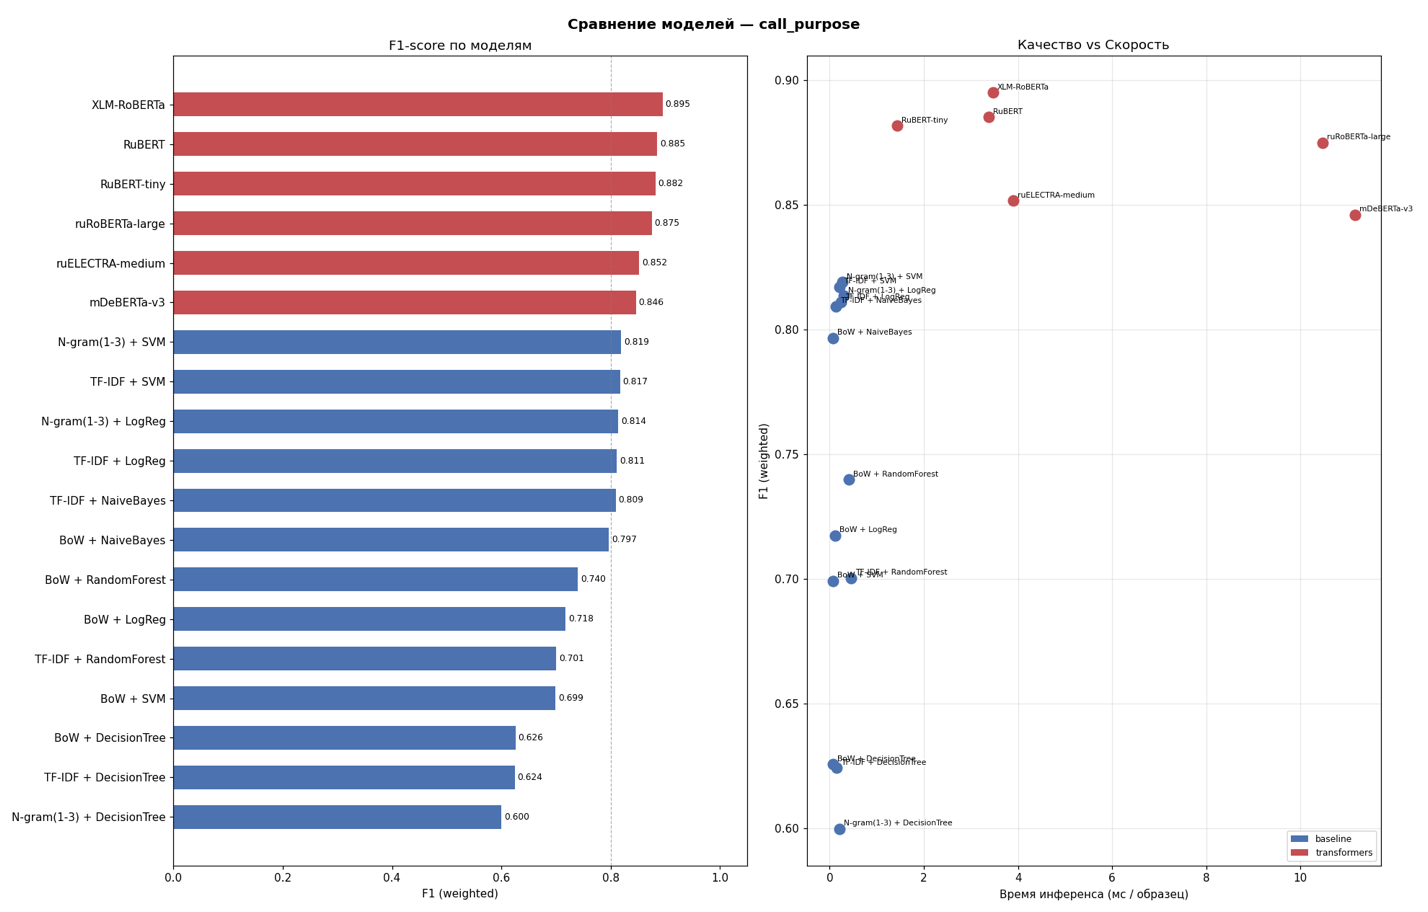 Сравнение моделей — call_purpose
F1-score по моделям
XLM-RoBERTa
0.895
RuBERT
0.885
RuBERT-tiny
0.882
ruRoBERTa-large
0.875
ruELECTRA-medium
0.852
mDeBERTa-v3
0.846
N-gram(1-3) + SVM
0.819
TF-IDF + SVM
0.817
N-gram(1-3) + LogReg
0.814
TF-IDF + LogReg
0.811
TF-IDF + NaiveBayes
0.809
BoW + NaiveBayes
0.797
BoW + RandomForest
0.740
BoW + LogReg
0.718
TF-IDF + RandomForest
0.701
BoW + SVM
0.699
BoW + DecisionTree
0.626
TF-IDF + DecisionTree
0.624
N-gram(1-3) + DecisionTree
0.600
0.0 0.2 0.4 0.6 0.8 1.0
F1 (weighted)
Качество vs Скорость
F1 (weighted)
0.90
0.85
0.80
0.75
0.70
0.65
0.60
XLM-RoBERTa
RuBERT
RuBERT-tiny
ruRoBERTa-large
ruELECTRA-medium
mDeBERTa-v3
N-gram(1-3) + SVM
TF-IDF + SVM
N-gram(1-3) + LogReg
TF-IDF + LogReg
TF-IDF + NaiveBayes
BoW + NaiveBayes
BoW + RandomForest
BoW + LogReg
TF-IDF + RandomForest
BoW + SVM
BoW + DecisionTree
TF-IDF + DecisionTree
N-gram(1-3) + DecisionTree
baseline
transformers
0 2 4 6 8 10
Время инференса (мс / образец)